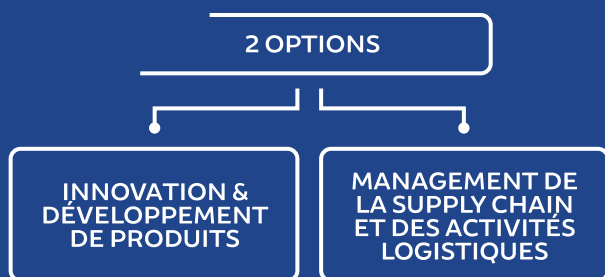 2 OPTIONS
INNOVATION &
DÉVELOPPEMENT
DE PRODUITS
MANAGEMENT DE
LA SUPPLY CHAIN
ET DES ACTIVITÉS
LOGISTIQUES